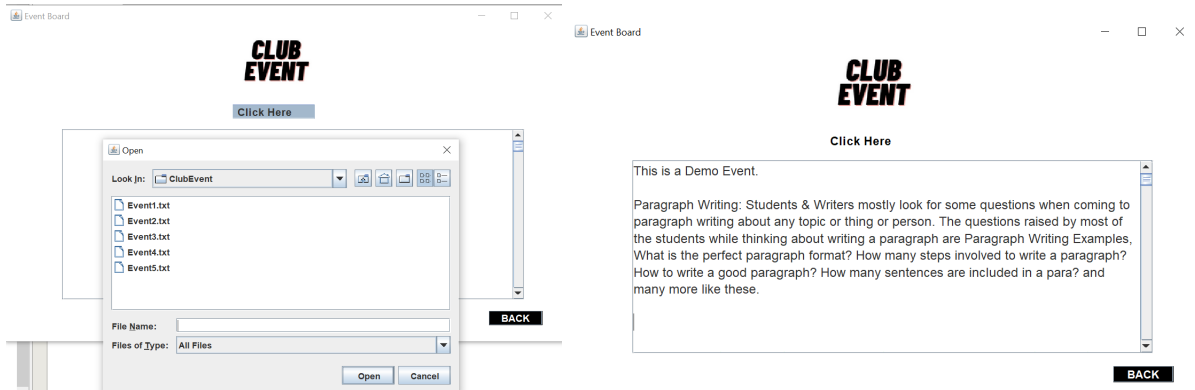 Event Board
CLUB
EVENT
Click Here
Open
Look In:
ClubEvent
Event1.txt
Event2.txt
Event3.txt
Event4.txt
Event5.txt
File Name:
Files of Type:
All Files
Open
Cancel
BACK
Event Board
CLUB
EVENT
Click Here
This is a Demo Event.
Paragraph Writing: Students & Writers mostly look for some questions when coming to
paragraph writing about any topic or thing or person. The questions raised by most of
the students while thinking about writing a paragraph are Paragraph Writing Examples,
What is the perfect paragraph format? How many steps involved to write a paragraph?
How to write a good paragraph? How many sentences are included in a para? and
many more like these.
BACK